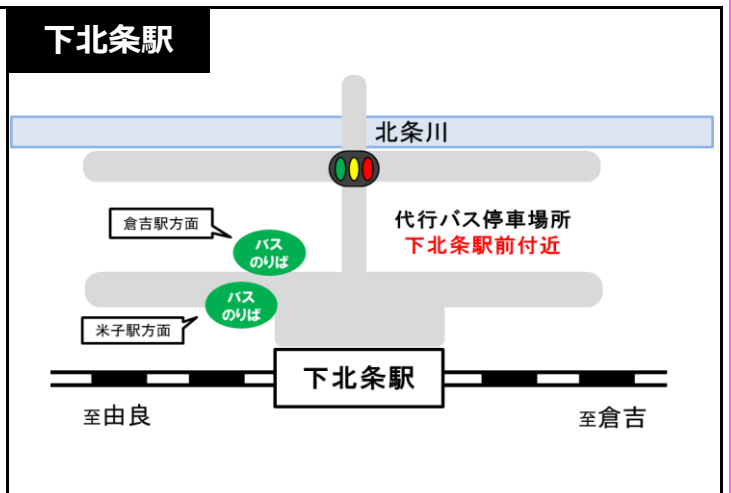 下北条駅
北条川
代行バス停車場所
下北条駅前付近
倉吉駅方面
バス
のりば
バス
のりば
米子駅方面
下北条駅
至由良
至倉吉